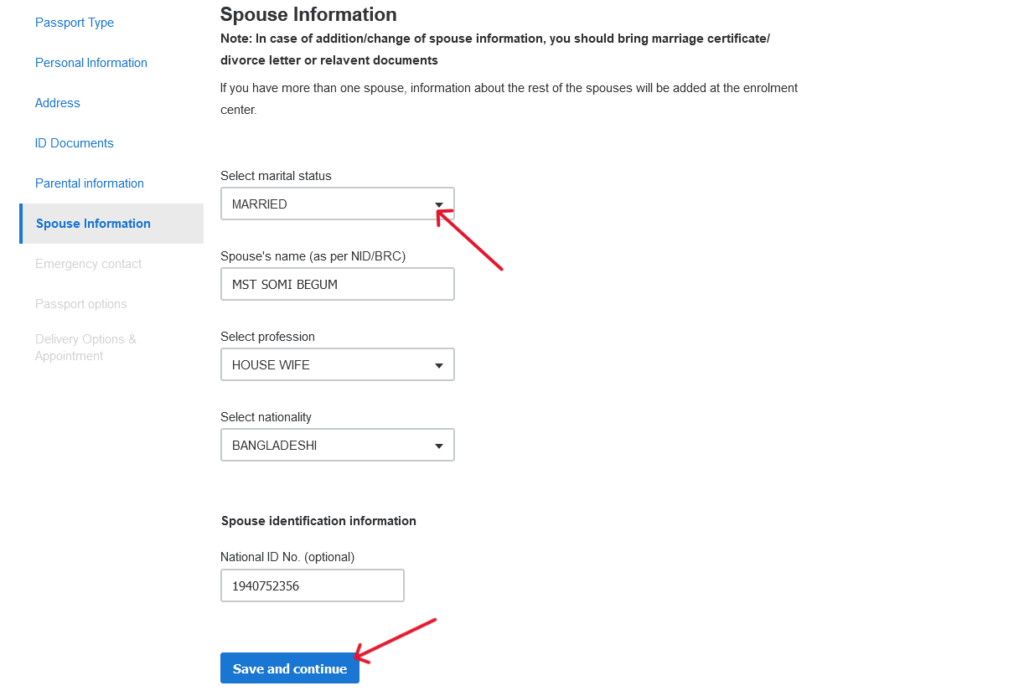 Passport Type
Personal Information
Address
ID Documents
Parental information
Spouse Information
Emergency contact
Passport options
Delivery Options &
Appointment
Spouse Information
Note: In case of addition/change of spouse information, you should bring marriage certificate/
divorce letter or relavent documents
If you have more than one spouse, information about the rest of the spouses will be added at the enrolment
center.
Select marital status
MARRIED
Spouse's name (as per NID/BRC)
MST SOMI BEGUM
Select profession
HOUSE WIFE
Select nationality
BANGLADESHI
Spouse identification information
National ID No. (optional)
1940752356
Save and continue